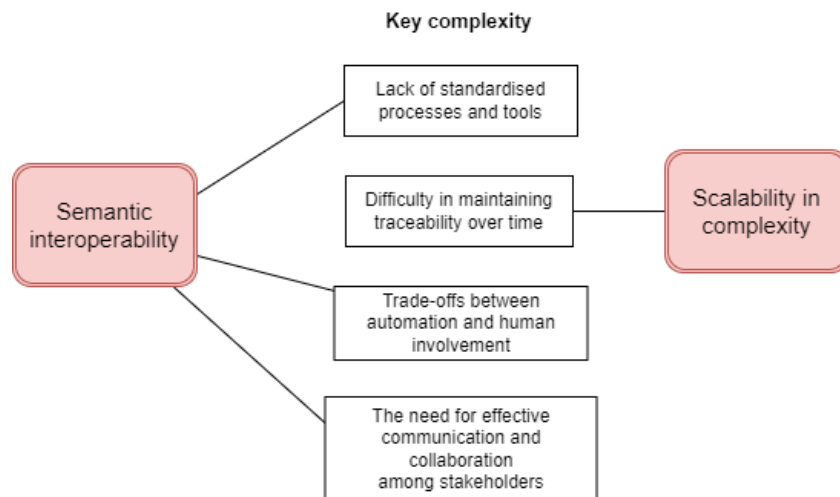 Key complexity
Lack of standardised
processes and tools
Semantic
interoperability
Difficulty in maintaining
traceability over time
Scalability in
complexity
Trade-offs between
automation and human
involvement
The need for effective
communication and
collaboration
among stakeholders